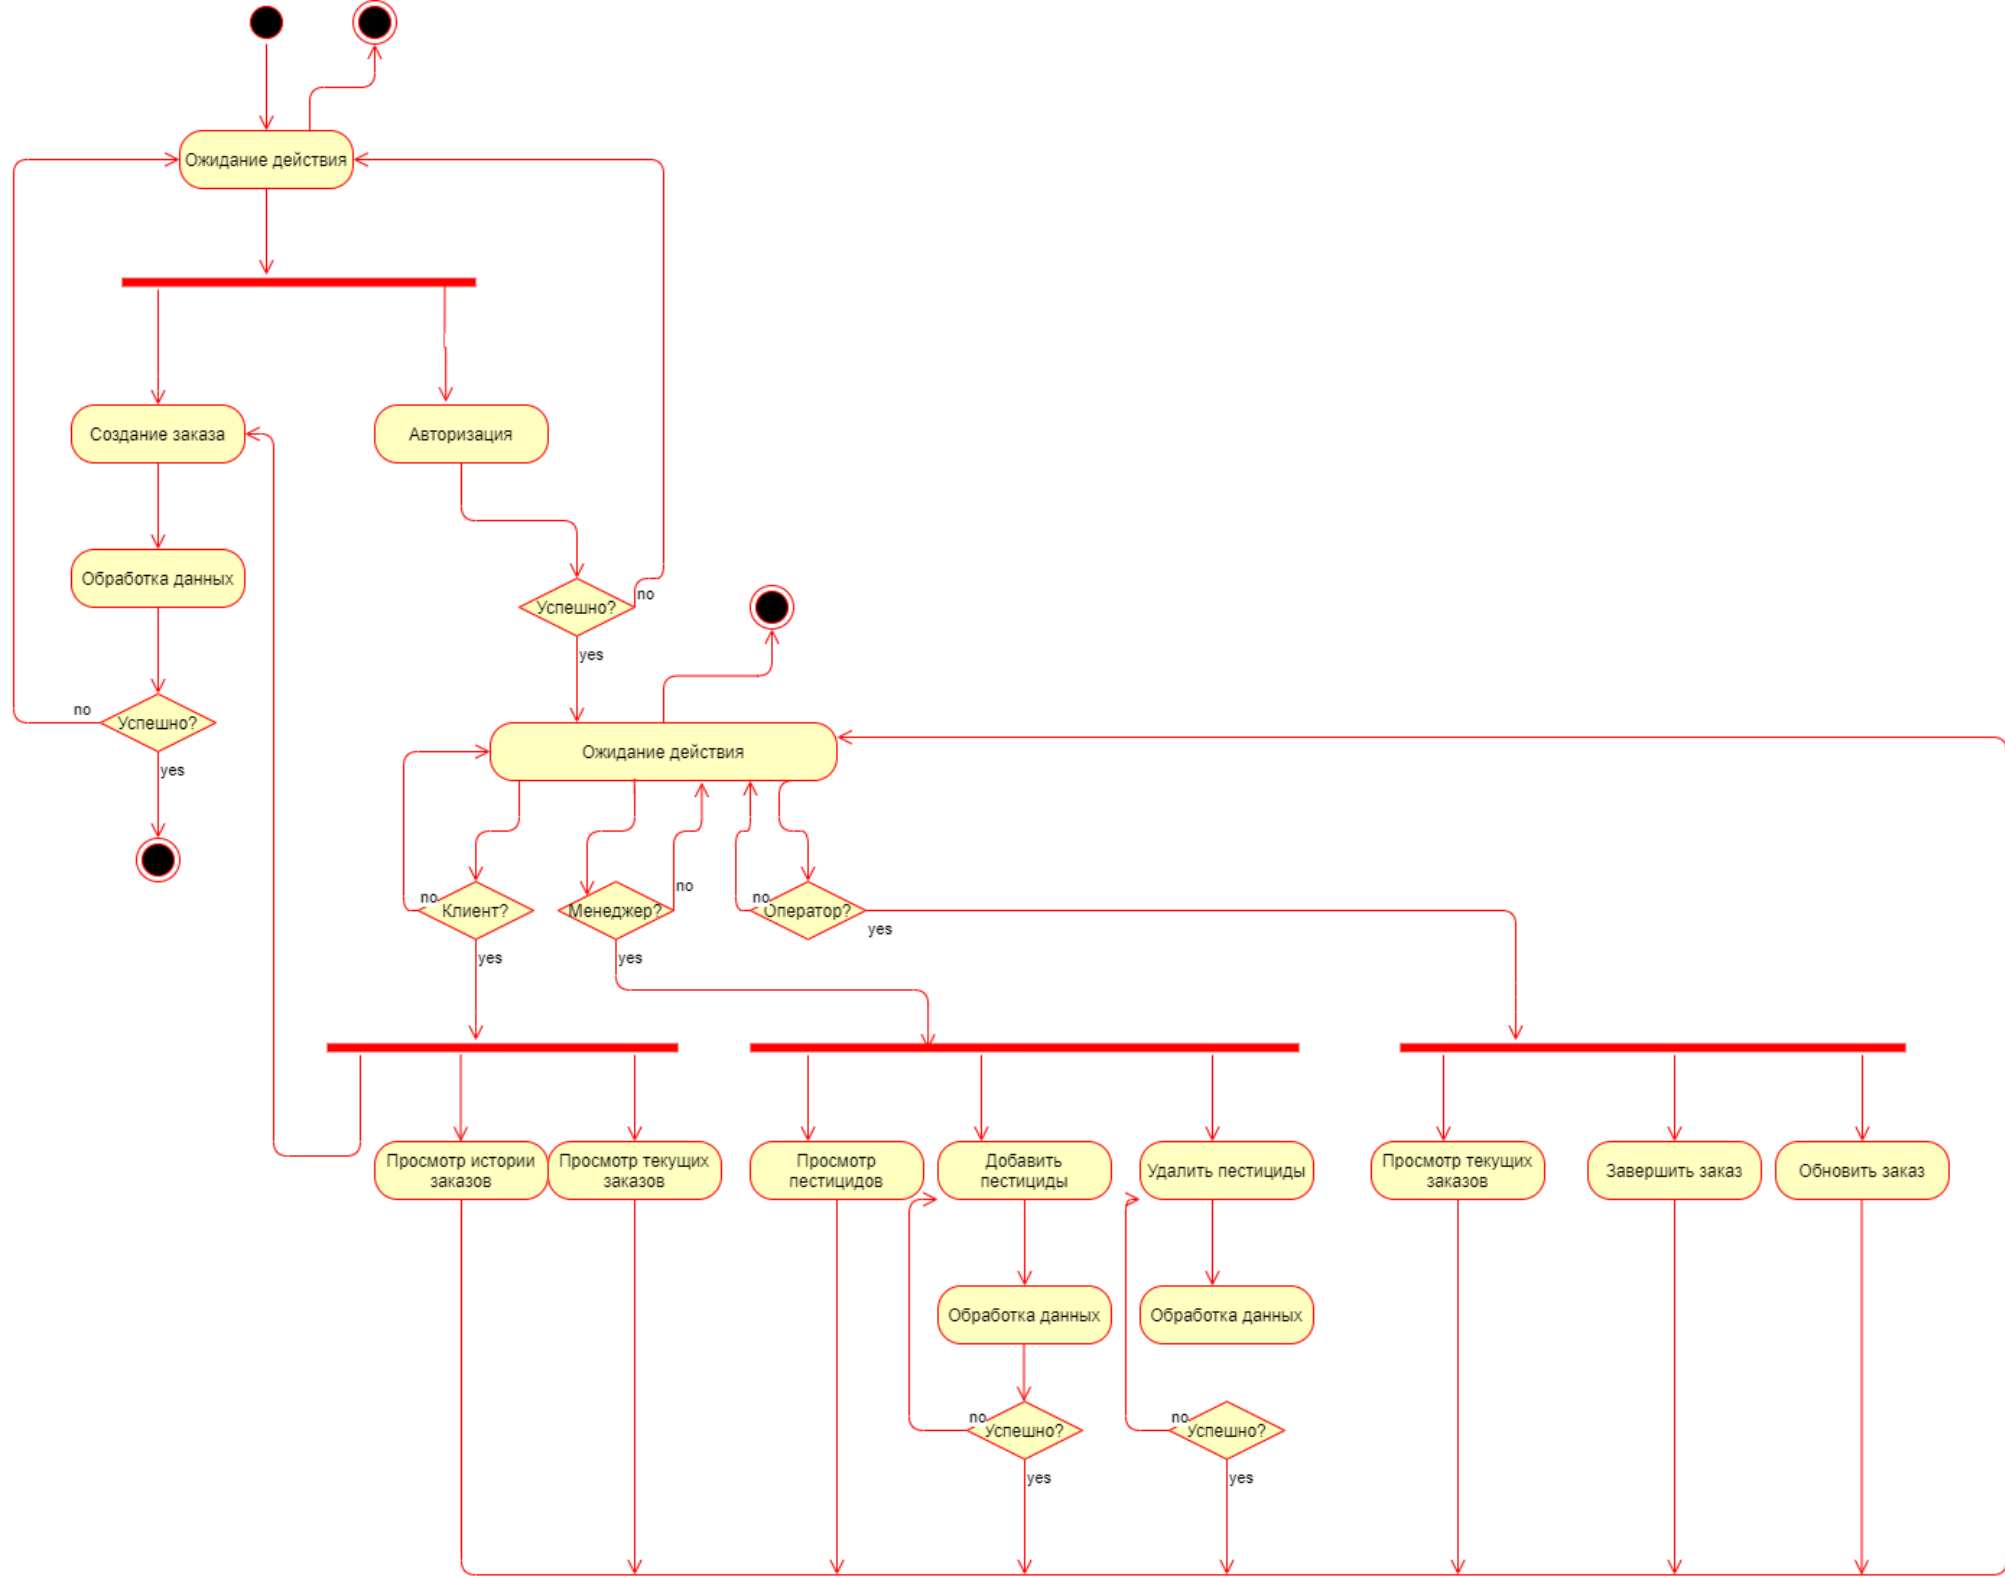 Ожидание действия
Создание заказа
Авторизация
Обработка данных
Успешно?
no
yes
Успешно?
no
yes
Ожидание действия
no
Клиент?
yes
Менеджер?
no
yes
no
Оператор?
yes
Просмотр истории
заказов
Просмотр текущих
заказов
Просмотр
пестицидов
Добавить
пестициды
Удалить пестициды
Просмотр текущих
заказов
Завершить заказ
Обновить заказ
Обработка данных
Обработка данных
no
Успешно?
yes
no
Успешно?
yes